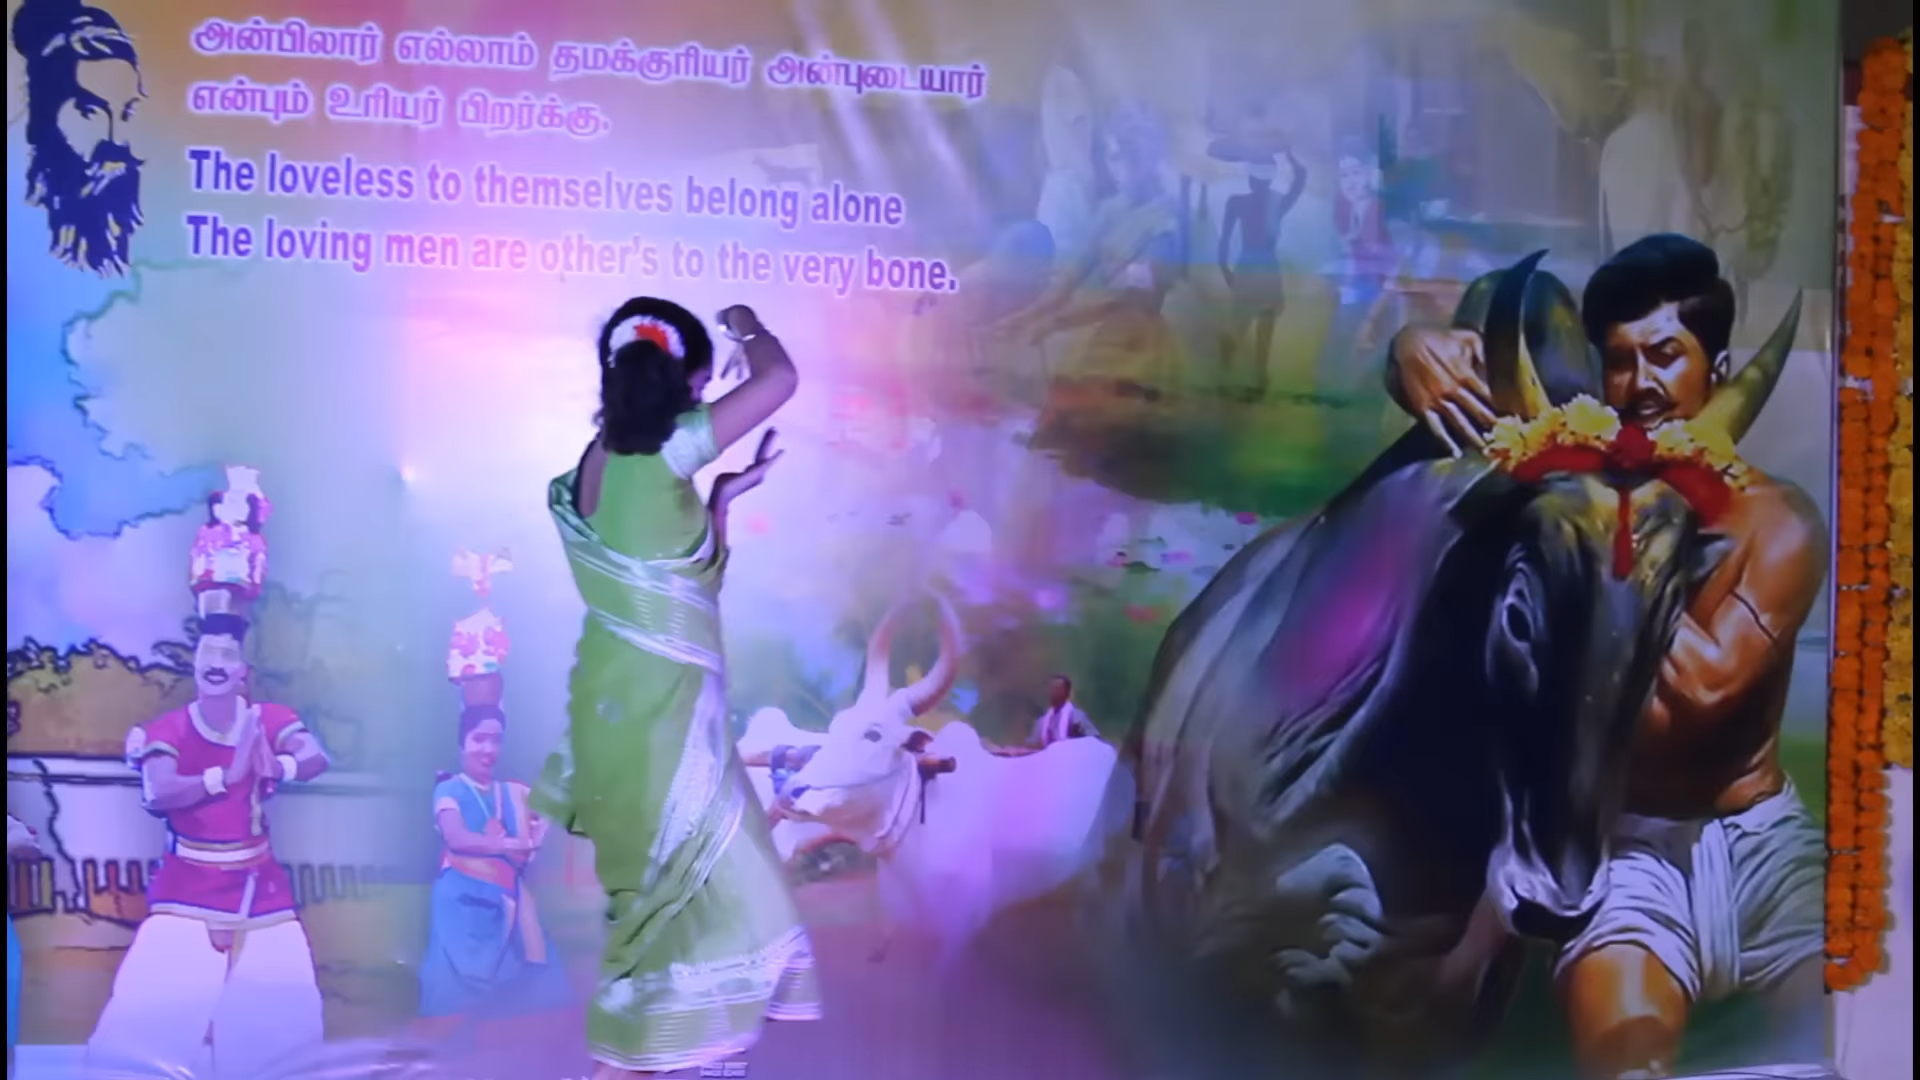 அன்பிலார் எல்லாம் தமக்குரியர் அன்புடையார்
என்பும் உரியர் பிறர்க்கு.
The loveless to themselves belong alone
The loving men are other's to the very bone.